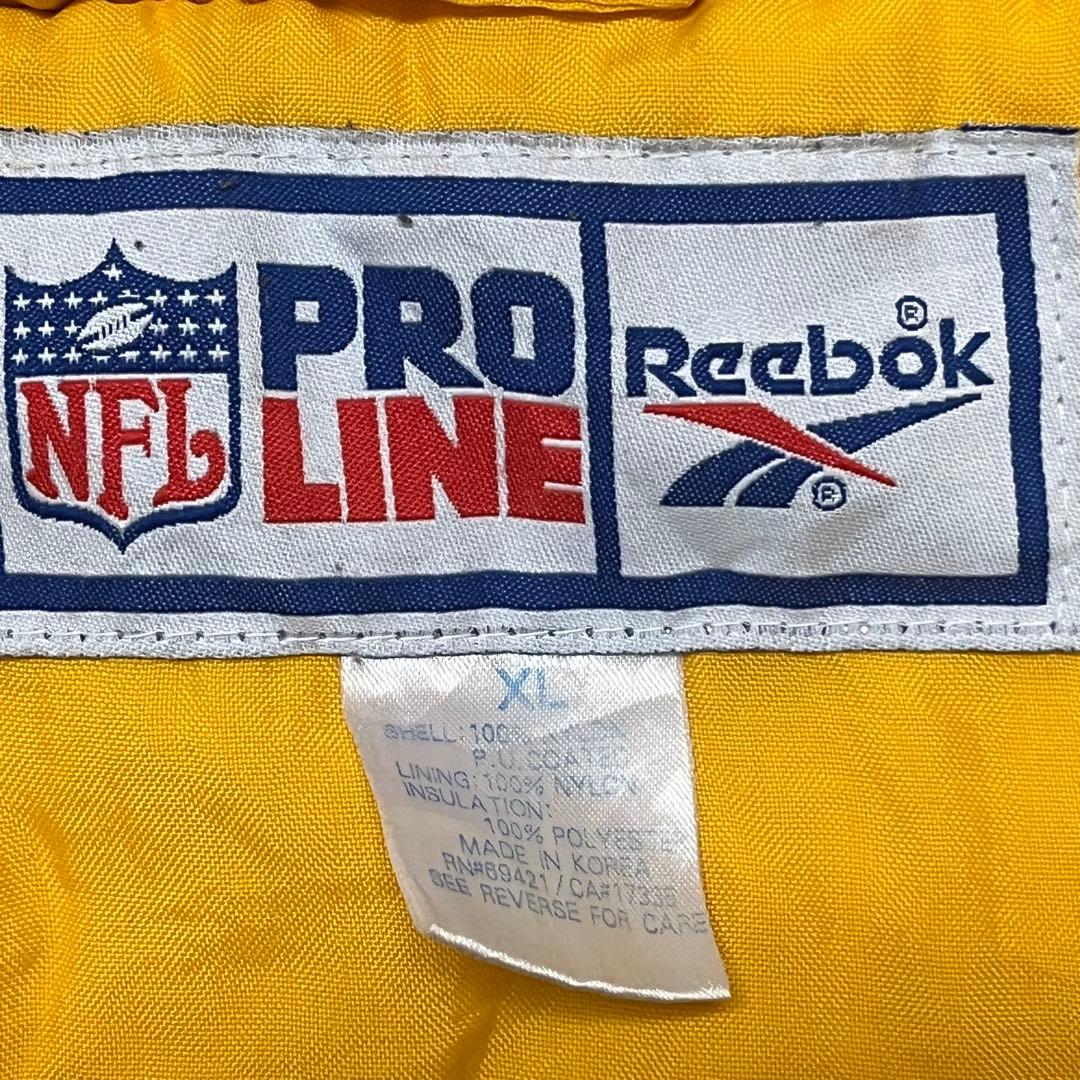 NFL
PRO
LINE
Reebok ®
®
XL
SHELL: 100%
P.U. COATED
LINING: 100% NYLON
INSULATION:
100% POLYESTER
MADE IN KOREA
RN#69421 / CA#17
SEE REVERSE FOR CARE